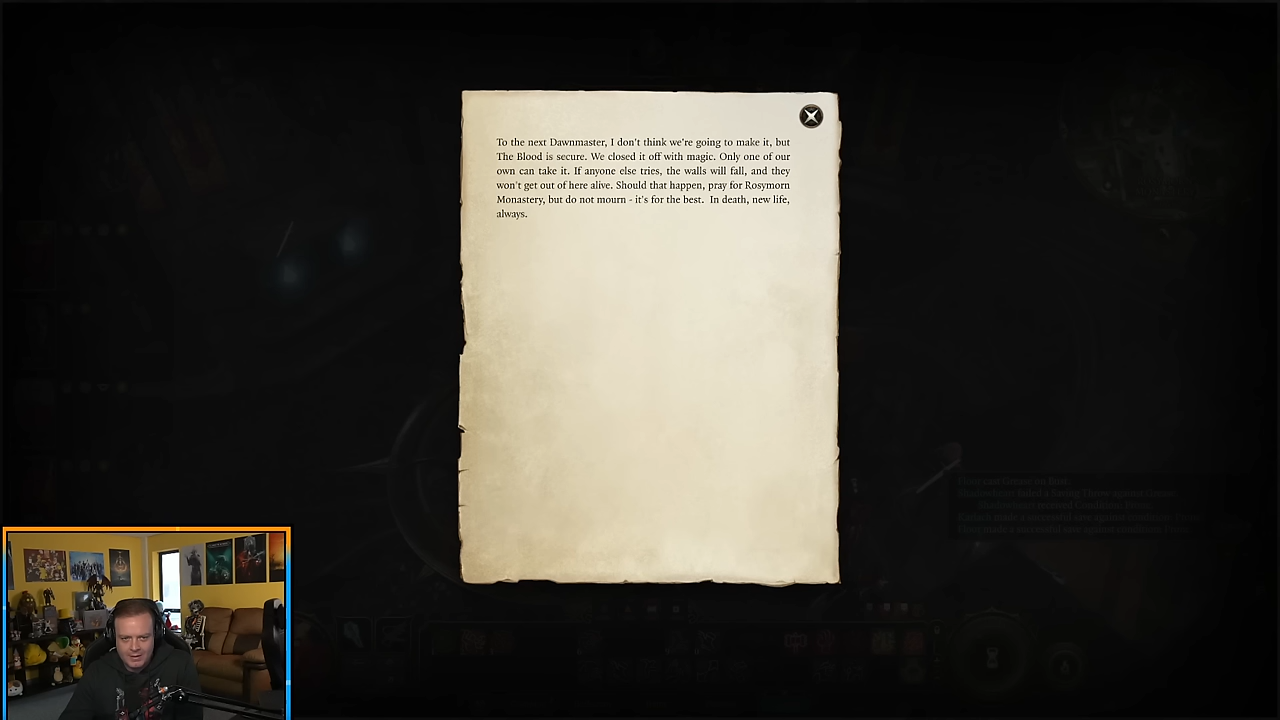 To the next Dawnmaster, I don't think we're going to make it, but
The Blood is secure. We closed it off with magic. Only one of our
own can take it. If anyone else tries, the walls will fall, and they
won't get out of here alive. Should that happen, pray for Rosymorn
Monastery, but do not mourn - it's for the best.  In death, new life,
always.